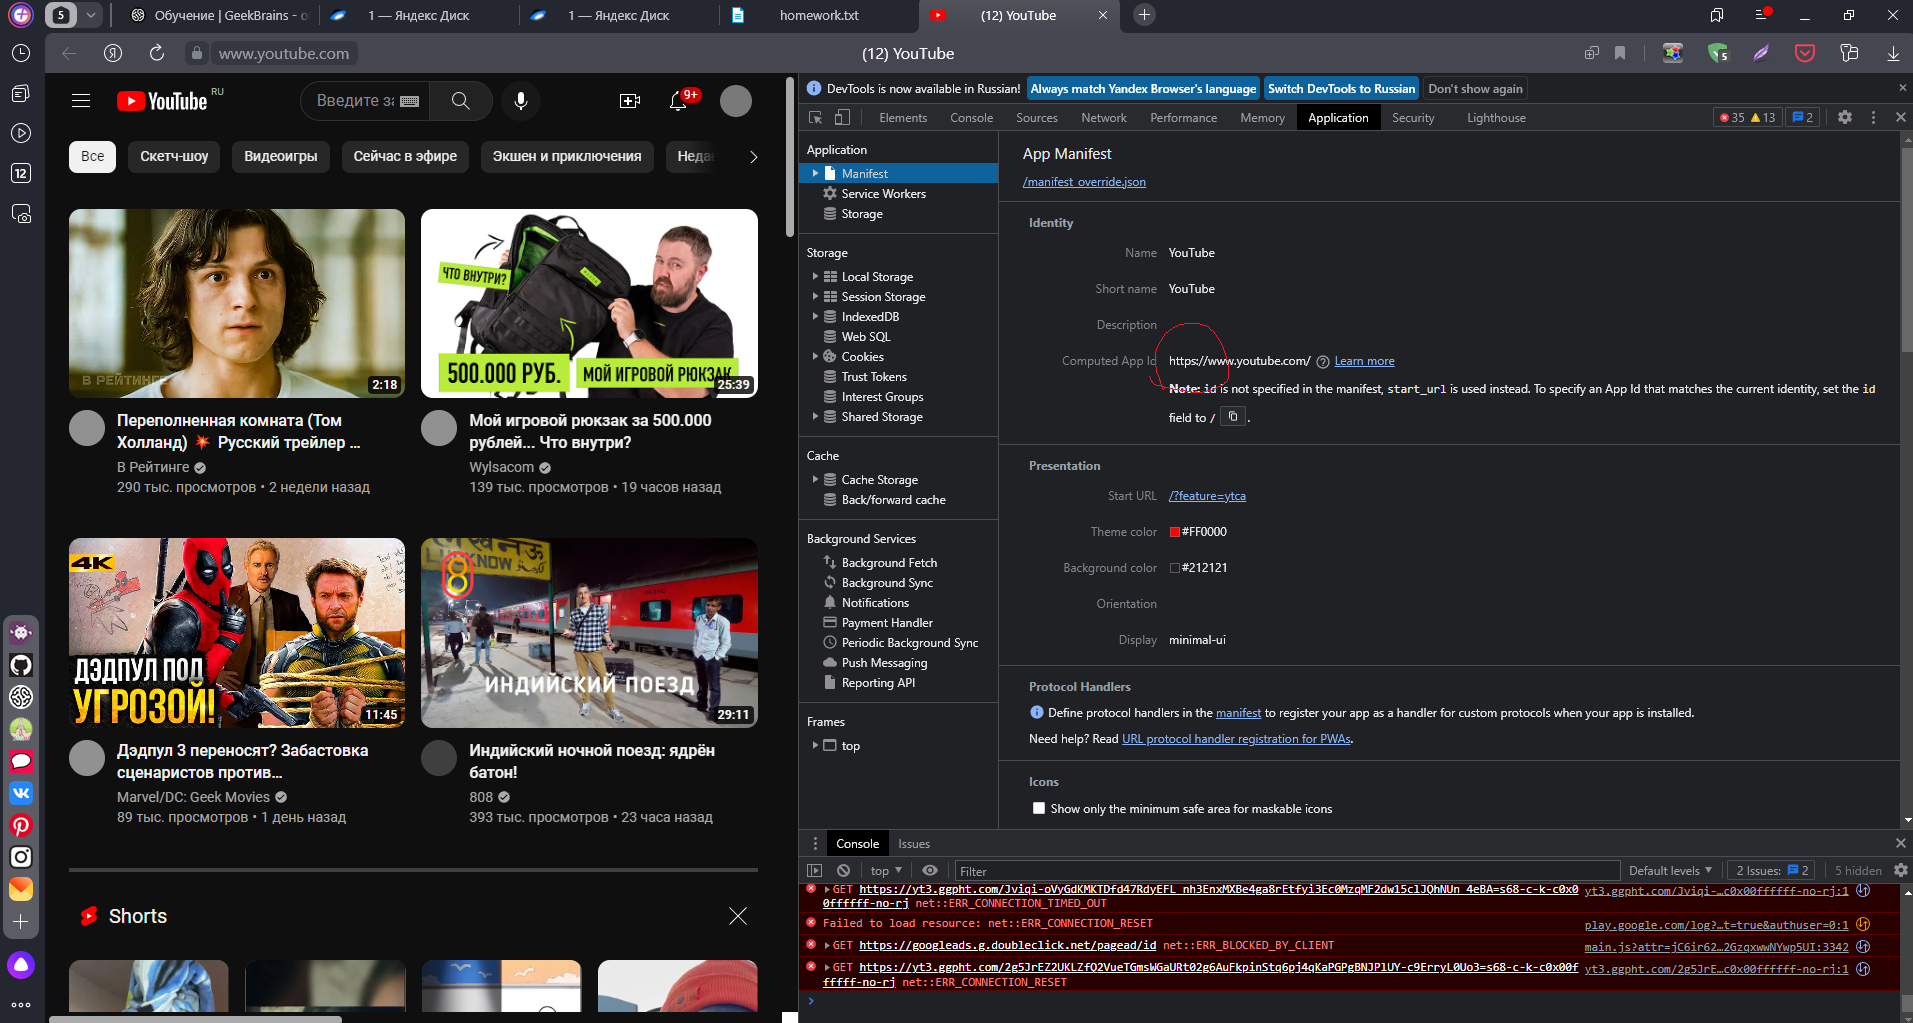 5
Обучение | GeekBrains - о
1 — Яндекс Диск
1 — Яндекс Диск
homework.txt
(12) YouTube
www.youtube.com
(12) YouTube
5
12
YouTube
RU
Введите за
9+
Все
Скетч-шоу
Видеоигры
Сейчас в эфире
Экшен и приключения
Неда
В РЕЙТИНГЕ
2:18
Переполненная комната (Том
Холланд) 💥 Русский трейлер ...
В Рейтинге
290 тыс. просмотров • 2 недели назад
ЧТО ВНУТРИ?
500.000 РУБ.
МОЙ ИГРОВОЙ РЮКЗАК
25:39
Мой игровой рюкзак за 500.000
рублей... Что внутри?
Wylsacom
139 тыс. просмотров • 19 часов назад
4K
ДЭДПУЛ ПОД
УГРОЗОЙ!
11:45
Дэдпул 3 переносят? Забастовка
сценаристов против...
Marvel/DC: Geek Movies
89 тыс. просмотров • 1 день назад
8
ИНДИЙСКИЙ ПОЕЗД
29:11
Индийский ночной поезд: ядрён
батон!
808
393 тыс. просмотров • 23 часа назад
Shorts
DevTools is now available in Russian!
Always match Yandex Browser's language
Switch DevTools to Russian
Don't show again
Elements
Console
Sources
Network
Performance
Memory
Application
Security
Lighthouse
35
13
2
Application
Manifest
Service Workers
Storage
Storage
Local Storage
Session Storage
IndexedDB
Web SQL
Cookies
Trust Tokens
Interest Groups
Shared Storage
Cache
Cache Storage
Back/forward cache
Background Services
Background Fetch
Background Sync
Notifications
Payment Handler
Periodic Background Sync
Push Messaging
Reporting API
Frames
top
App Manifest
/manifest_override.json
Identity
Name YouTube
Short name YouTube
Description
Computed App Id https://www.youtube.com/ Learn more
Note: id is not specified in the manifest, start_url is used instead. To specify an App Id that matches the current identity, set the id
field to / .
Presentation
Start URL /?feature=ytca
Theme color #FF0000
Background color #212121
Orientation
Display minimal-ui
Protocol Handlers
Define protocol handlers in the manifest to register your app as a handler for custom protocols when your app is installed.
Need help? Read URL protocol handler registration for PWAs.
Icons
Show only the minimum safe area for maskable icons
Console
Issues
top
Filter
Default levels
2 Issues: 2
5 hidden
GET https://yt3.ggpht.com/Jviqi-oVyGdKMKTDfd47RdyEFL_nh3EnxMXBe4ga8rEtfyi3Ec0MzqMF2dw15clJQhNUn_4eBA=s68-c-k-c0x0 yt3.ggpht.com/Jviqi-…c0x00ffffff-no-rj:1
0ffffff-no-rj net::ERR_CONNECTION_TIMED_OUT
Failed to load resource: net::ERR_CONNECTION_RESET play.google.com/log?…t=true&authuser=0:1
GET https://googleads.g.doubleclick.net/pagead/id net::ERR_BLOCKED_BY_CLIENT main.js?attr=jC6ir62…2GzqxwwNYwp5UI:3342
GET https://yt3.ggpht.com/2g5JrEZ2UKLZfQ2VueTGmsWGaURt02g6AuFkpinStq6pj4qKaPGPgBNJPlUY-c9ErryL0Uo3=s68-c-k-c0x00f yt3.ggpht.com/2g5JrE…c0x00ffffff-no-rj:1
fffff-no-rj net::ERR_CONNECTION_RESET